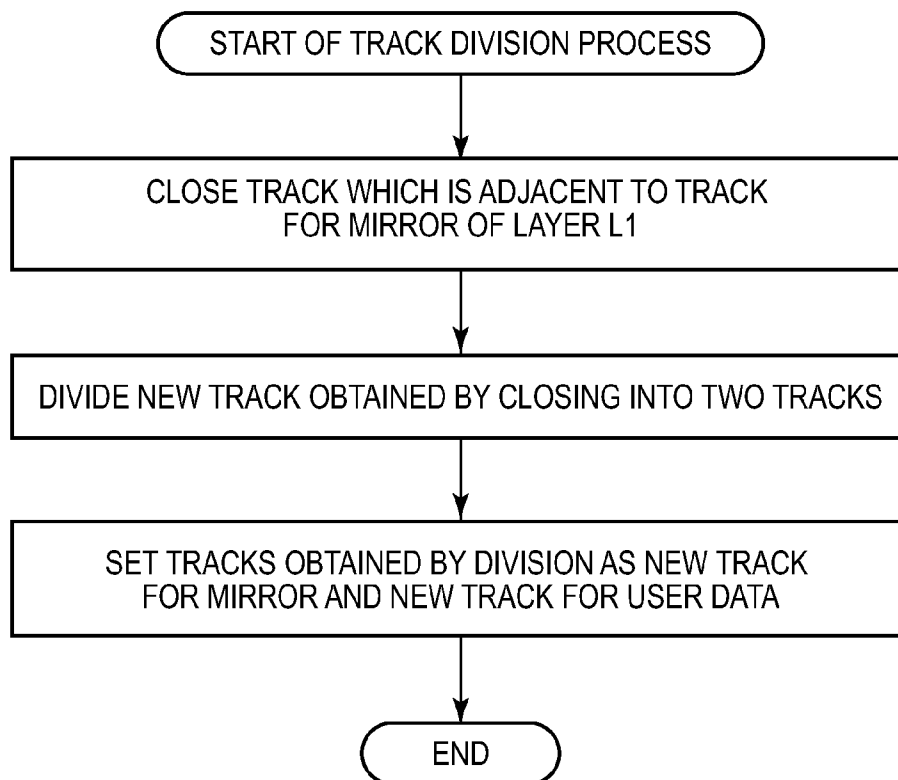 START OF TRACK DIVISION PROCESS
CLOSE TRACK WHICH IS ADJACENT TO TRACK
FOR MIRROR OF LAYER L1
DIVIDE NEW TRACK OBTAINED BY CLOSING INTO TWO TRACKS
SET TRACKS OBTAINED BY DIVISION AS NEW TRACK
FOR MIRROR AND NEW TRACK FOR USER DATA
END